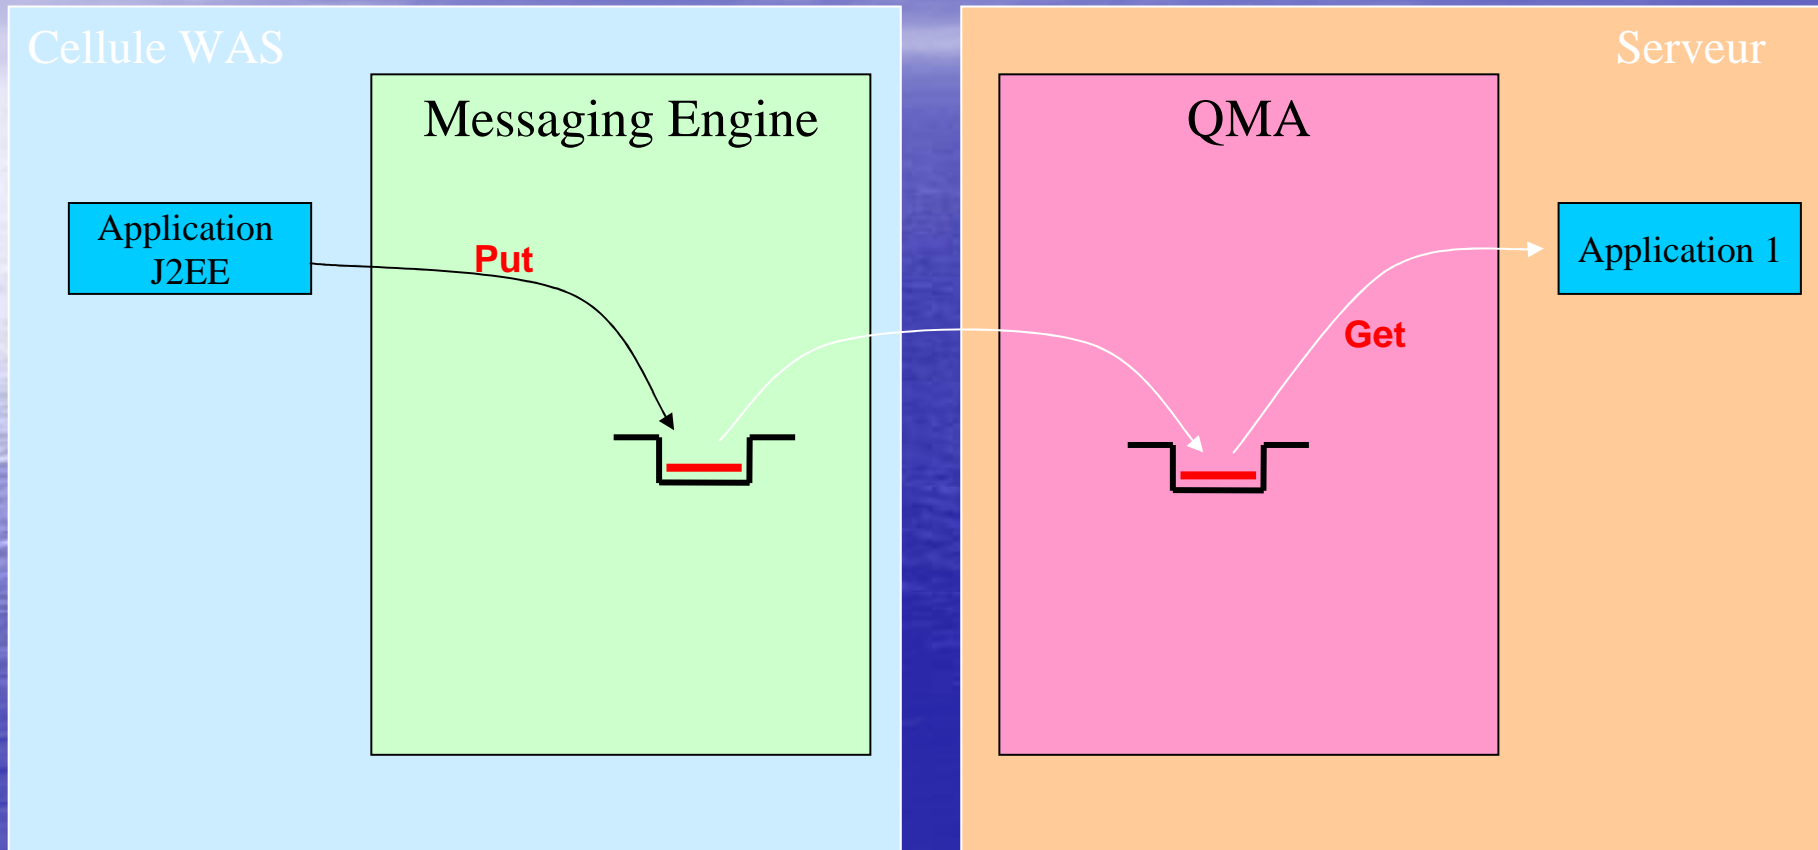 Cellule WAS
Serveur
Messaging Engine
QMA
Application
J2EE
Put
Application 1
Get